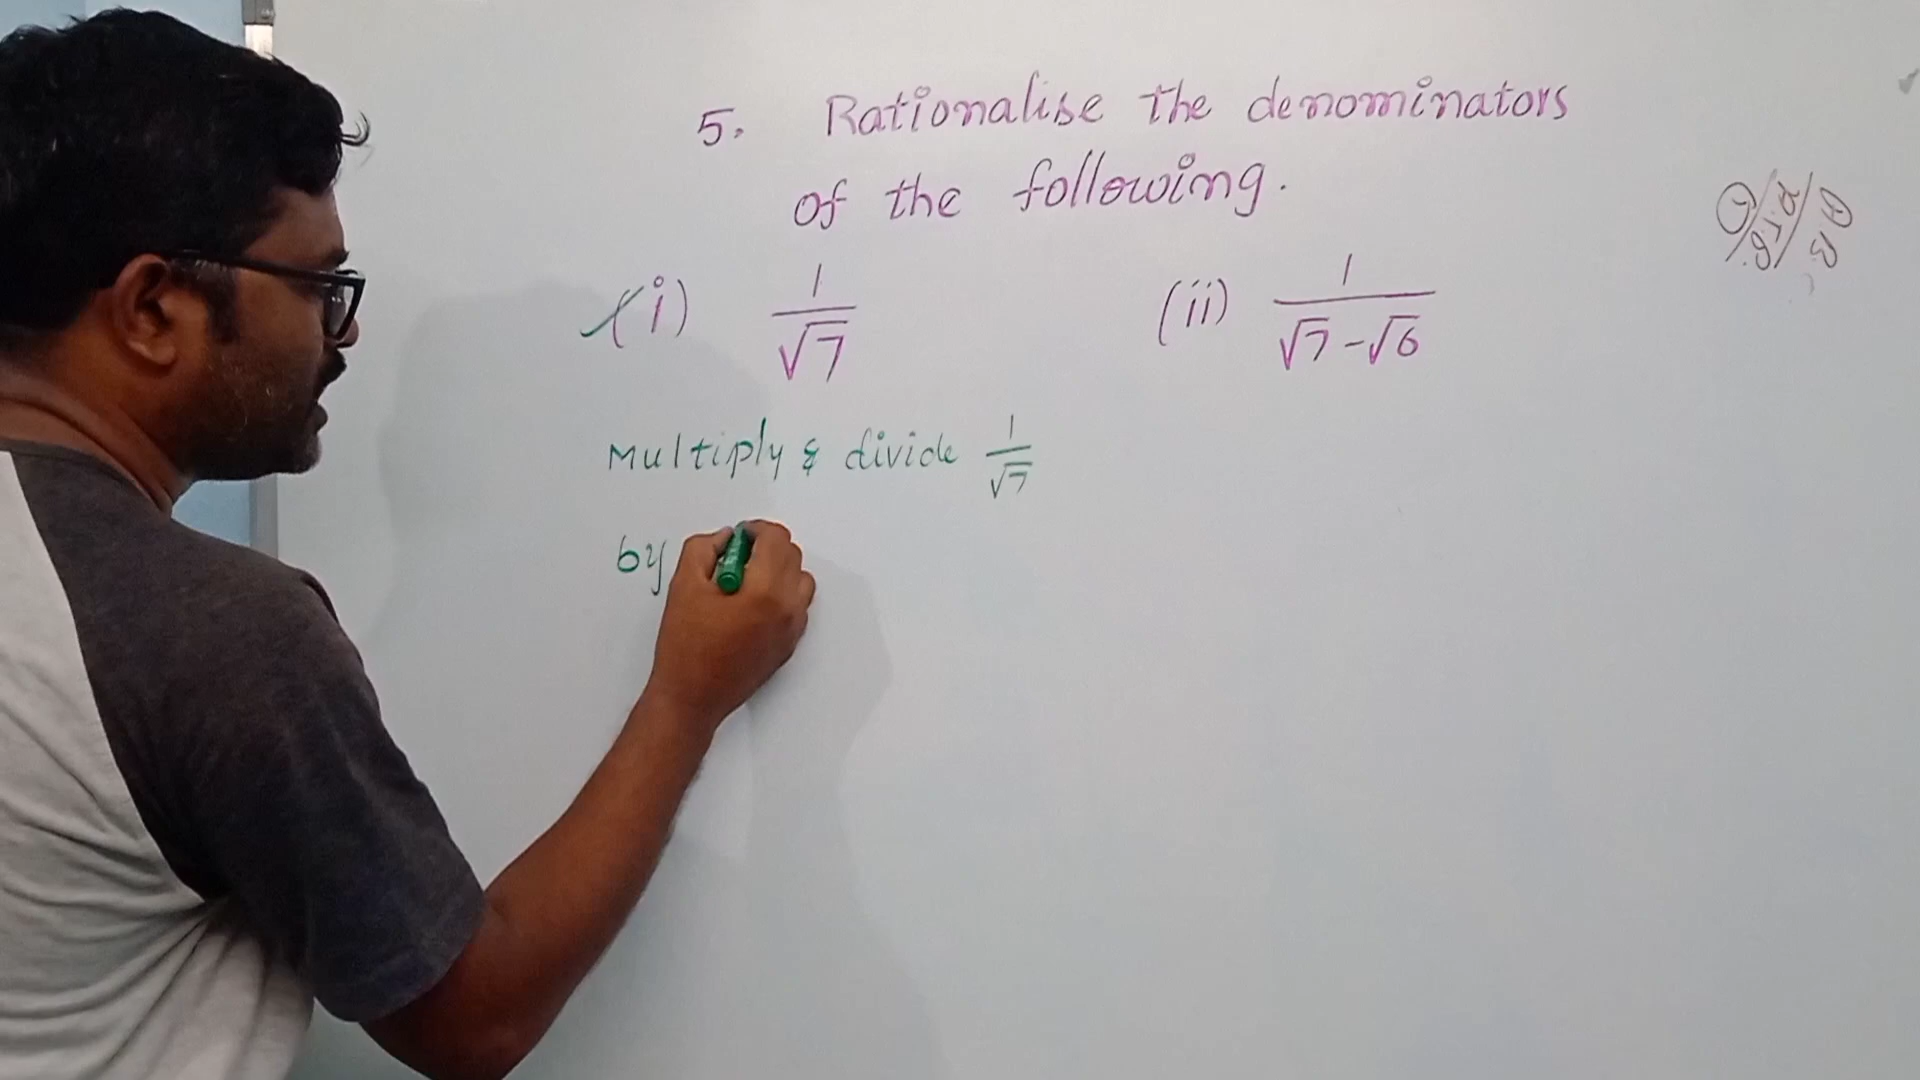 5. Rationalise the denominators
of the following.
(i) 1/√7 (ii) 1/(√7-√6)
Multiply & divide 1/√7
by